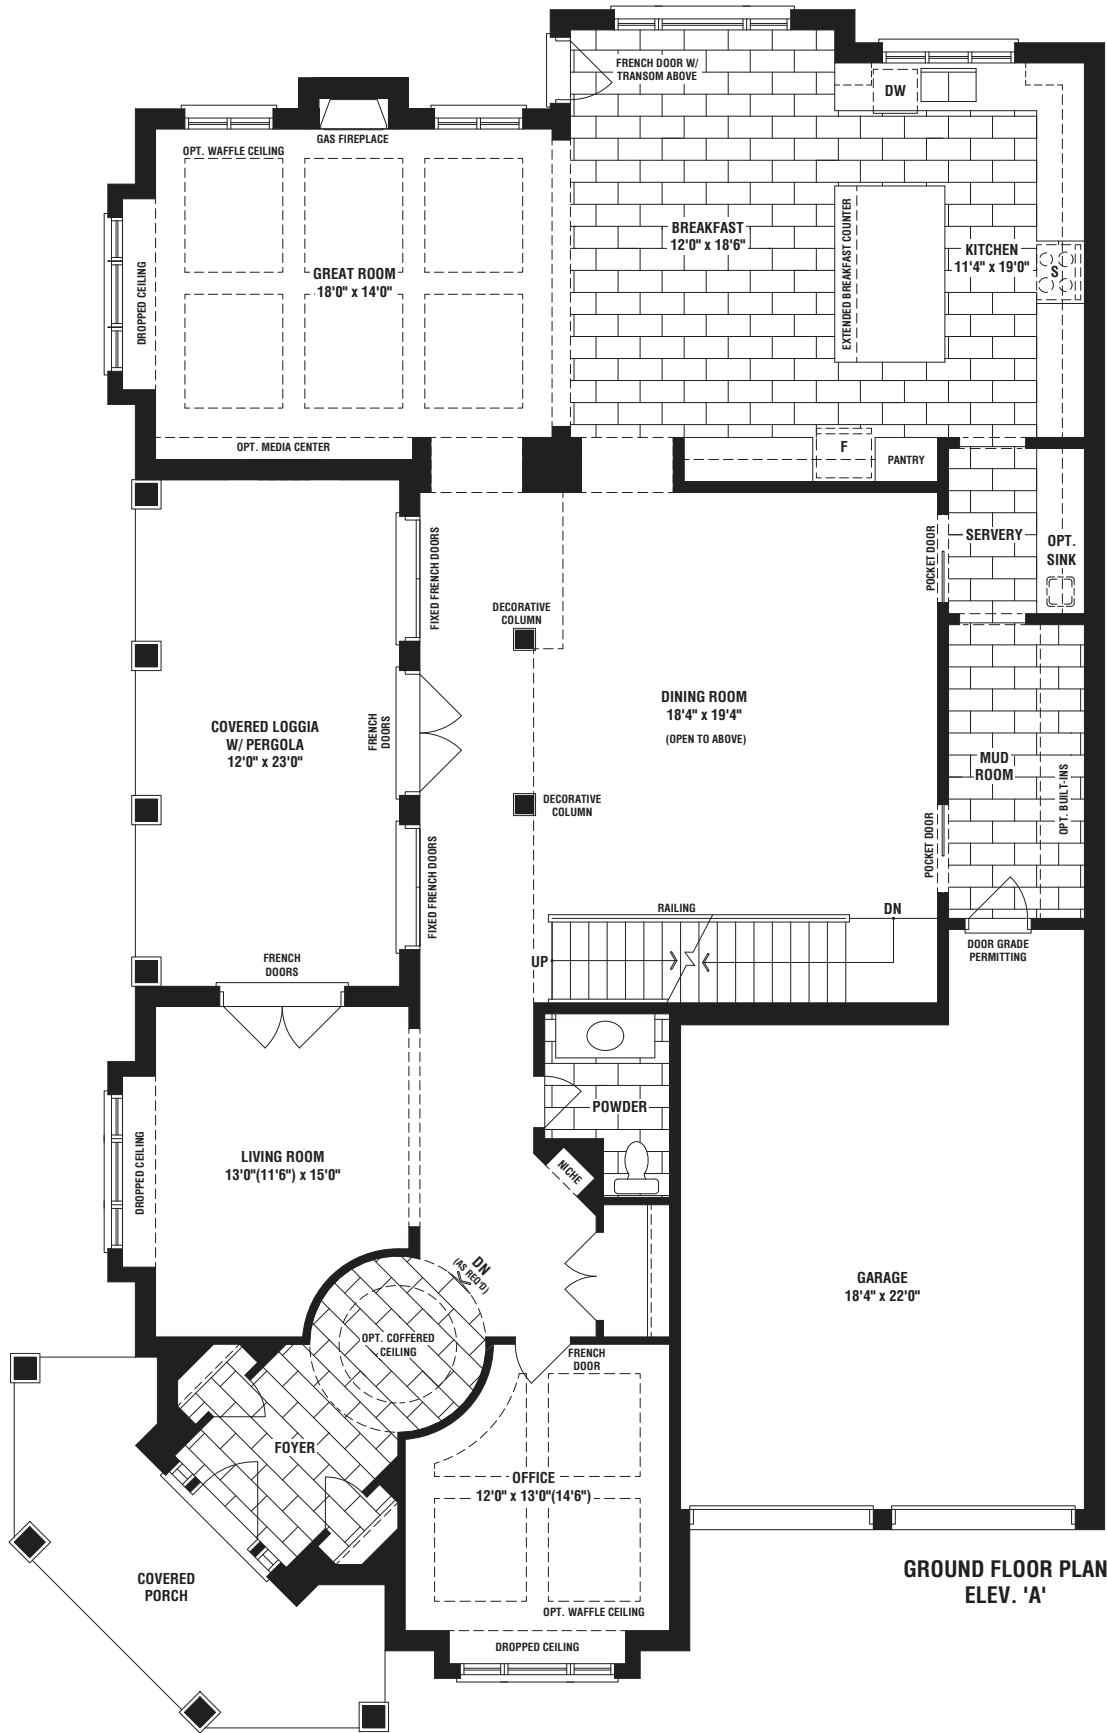 FRENCH DOOR W/
TRANSOM ABOVE
DW
GAS FIREPLACE
OPT. WAFFLE CEILING
BREAKFAST
12'0" x 18'6"
EXTENDED BREAKFAST COUNTER
KITCHEN
11'4" x 19'0"
S
GREAT ROOM
18'0" x 14'0"
DROPPED CEILING
OPT. MEDIA CENTER
F
PANTRY
SERVERY
OPT.
SINK
POCKET DOOR
FIXED FRENCH DOORS
DECORATIVE
COLUMN
DINING ROOM
18'4" x 19'4"
(OPEN TO ABOVE)
COVERED LOGGIA
W/ PERGOLA
12'0" x 23'0"
FRENCH
DOORS
MUD
ROOM
OPT. BUILT-INS
DECORATIVE
COLUMN
POCKET DOOR
FIXED FRENCH DOORS
RAILING
DN
UP
DOOR GRADE
PERMITTING
FRENCH
DOORS
POWDER
NICHE
LIVING ROOM
13'0"(11'6") x 15'0"
DROPPED CEILING
DN
(AS REQ'D)
GARAGE
18'4" x 22'0"
OPT. COFFERED
CEILING
FRENCH
DOOR
FOYER
OFFICE
12'0" x 13'0"(14'6")
COVERED
PORCH
OPT. WAFFLE CEILING
DROPPED CEILING
GROUND FLOOR PLAN
ELEV. 'A'